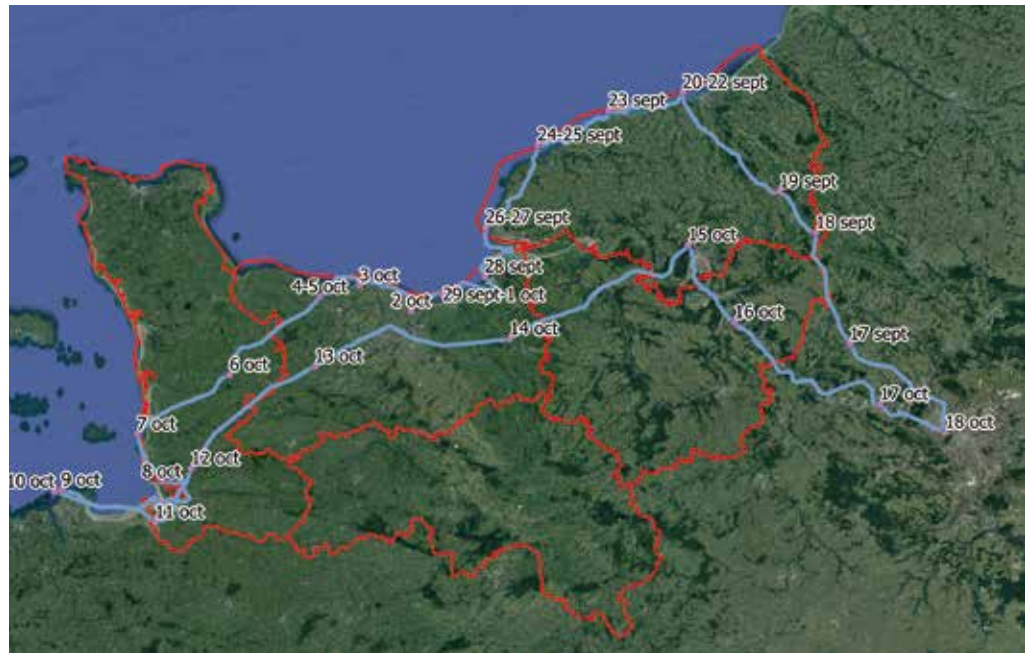 20-22 sept
23 sept
24-25 sept
19 sept
26-27 sept
18 sept
15 oct
28 sept
3 oct
4-5 oct
29 sept-1 oct
2 oct
16 oct
14 oct
17 sept
13 oct
6 oct
17 oct
7 oct
18 oct
12 oct
8 oct
10 oct
9 oct
11 oct